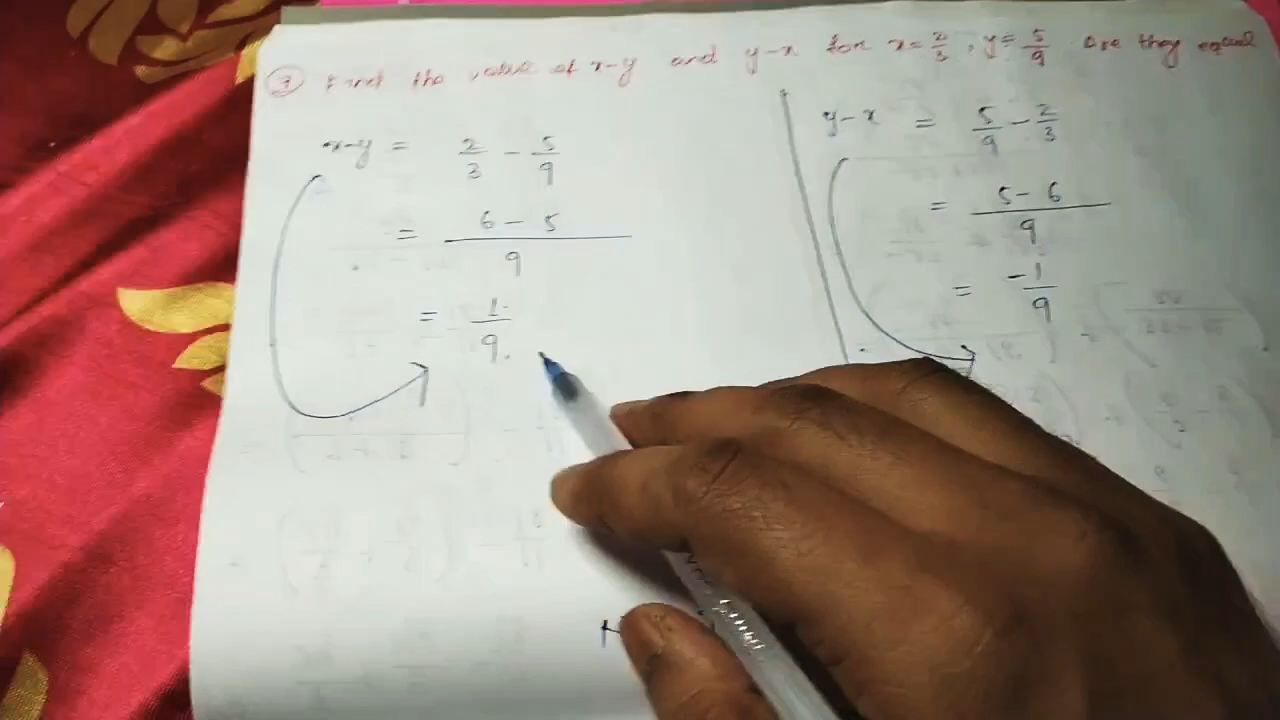 3 Find the value of x-y and y-x for x=2/3, y=5/9 are they equal
x-y = 2/3 - 5/9
= 6-5/9
= 1/9.
y-x = 5/9 - 2/3
= 5-6/9
= -1/9